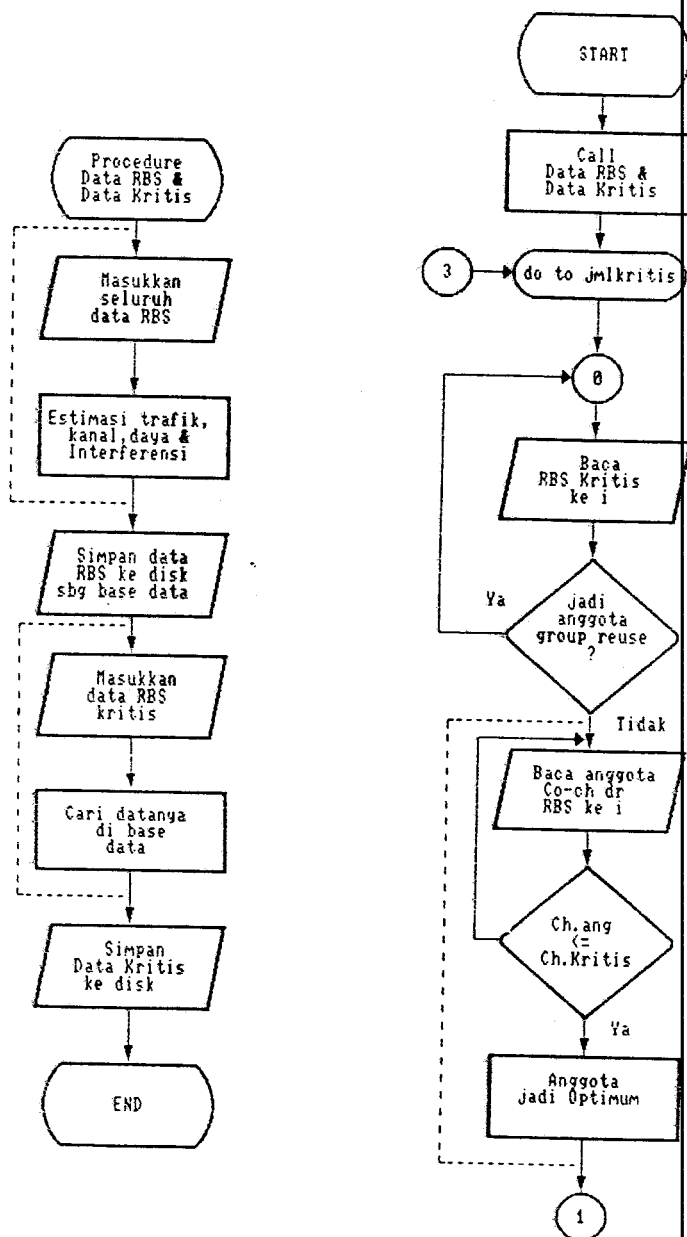 Procedure
Data RBS &
Data Kritis
Masukkan
seluruh
data RBS
Estimasi trafik,
kanal,daya &
Interferensi
Simpan data
RBS ke disk
sbg base data
Masukkan
data RBS
kritis
Cari datanya
di base
data
Simpan
Data Kritis
ke disk
END
START
Call
Data RBS &
Data Kritis
3
do to jmlkritis
0
Baca
RBS Kritis
ke i
Ya
jadi
anggota
group reuse
?
Tidak
Baca anggota
Co-ch dr
RBS ke i
Ch.ang
<=
Ch.Kritis
Ya
Anggota
jadi Optimum
1